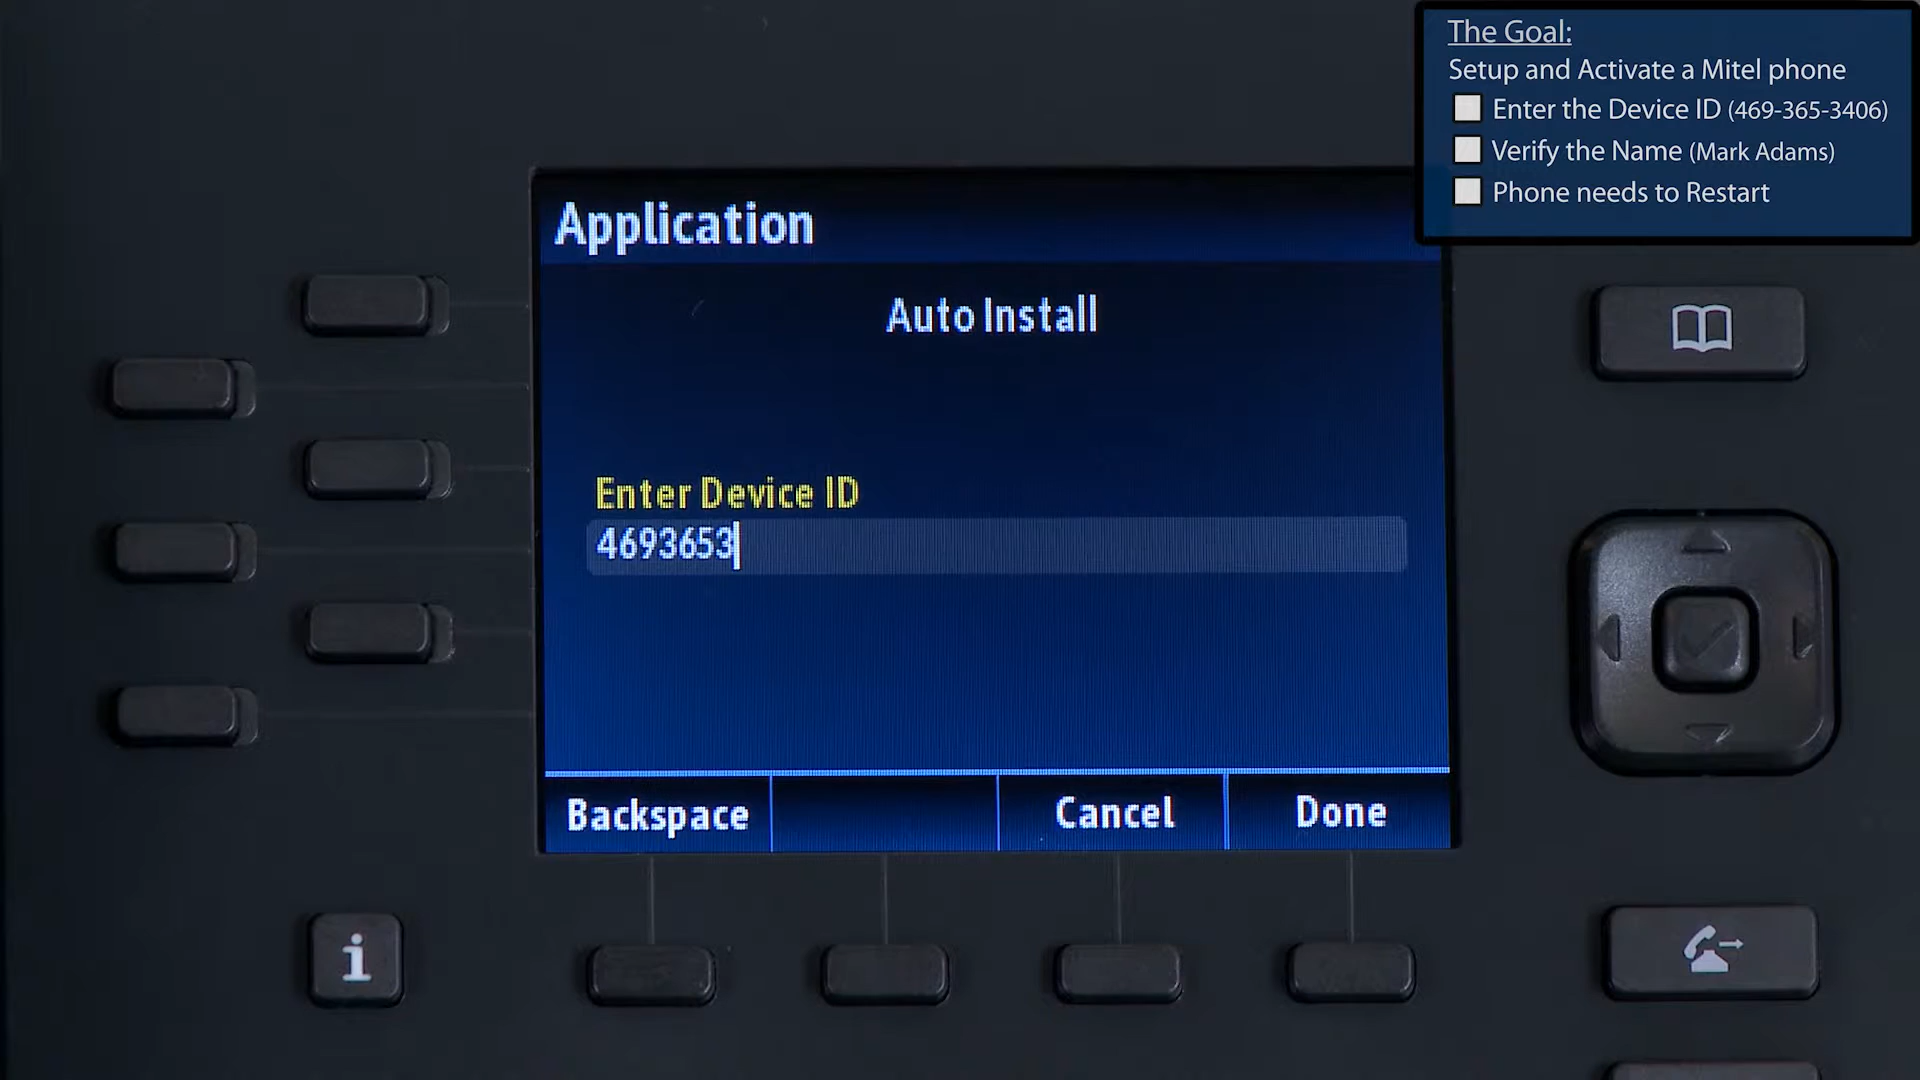 The Goal:
Setup and Activate a Mitel phone
Enter the Device ID (469-365-3406)
Verify the Name (Mark Adams)
Phone needs to Restart
Application
Auto Install
Enter Device ID
4693653
Backspace
Cancel
Done
i